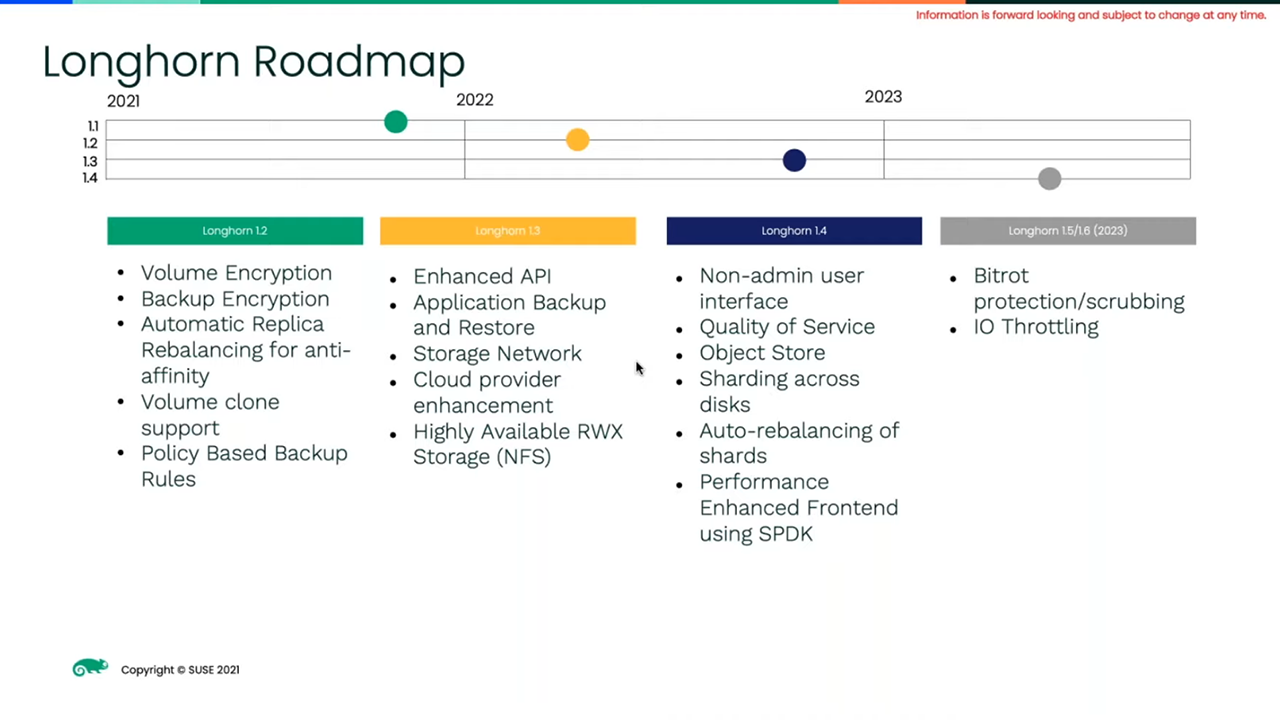 Information is forward looking and subject to change at any time.
Longhorn Roadmap
2021
2022
2023
1.1
1.2
1.3
1.4
Longhorn 1.2
• Volume Encryption
• Backup Encryption
• Automatic Replica
Rebalancing for anti-
affinity
• Volume clone
support
• Policy Based Backup
Rules
Longhorn 1.3
• Enhanced API
• Application Backup
and Restore
• Storage Network
• Cloud provider
enhancement
• Highly Available RWX
Storage (NFS)
Longhorn 1.4
• Non-admin user
interface
• Quality of Service
• Object Store
• Sharding across
disks
• Auto-rebalancing of
shards
• Performance
Enhanced Frontend
using SPDK
Longhorn 1.5/1.6 (2023)
• Bitrot
protection/scrubbing
• IO Throttling
Copyright © SUSE 2021